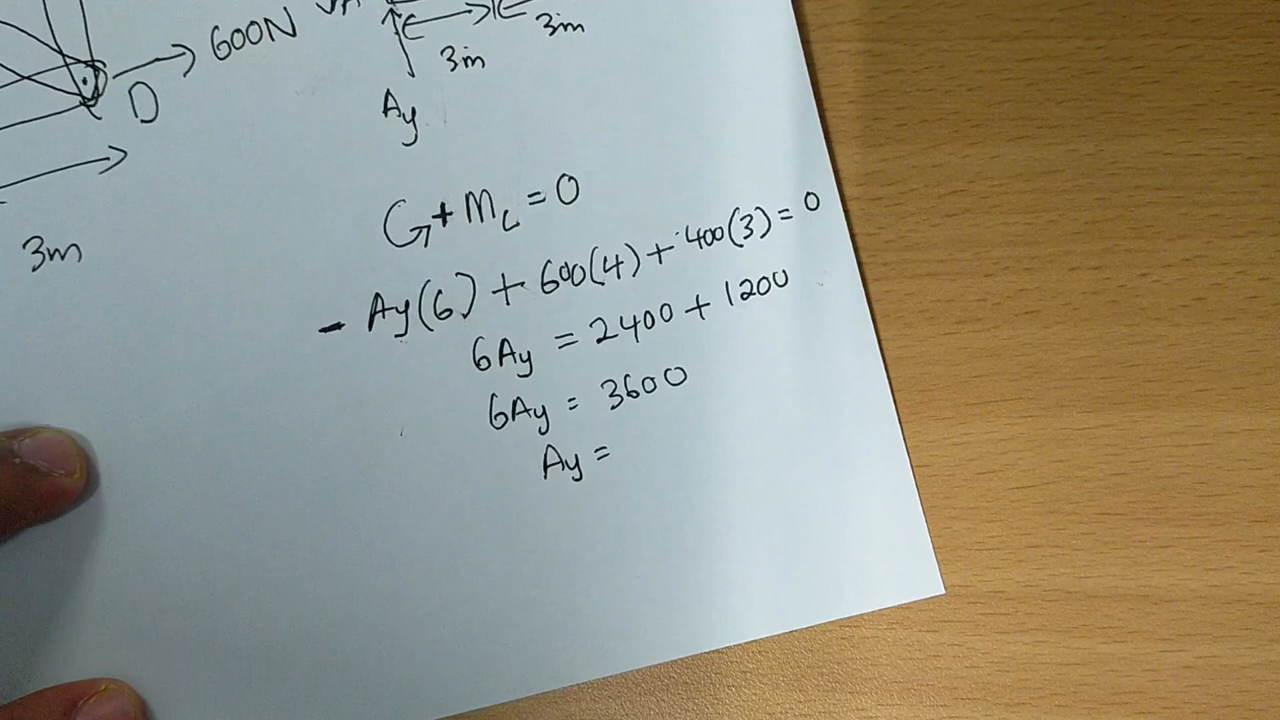 600N
D
3m
3m
3m
Ay
+ Mc = 0
- Ay(6) + 600(4) + 400(3) = 0
6Ay = 2400 + 1200
6Ay = 3600
Ay =